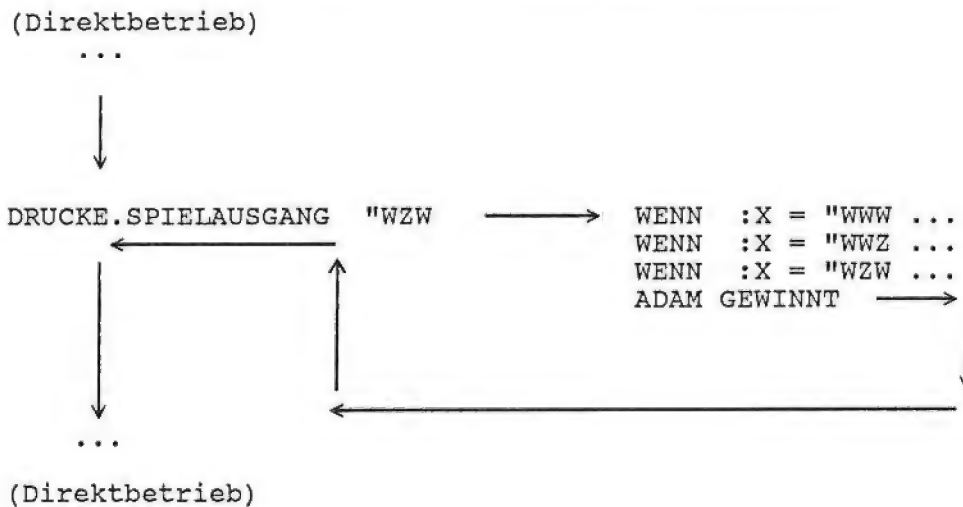 (Direktbetrieb)
...
DRUCKE.SPIELAUSGANG "WZW WENN :X = "WWW ...
WENN :X = "WWZ ...
WENN :X = "WZW ...
ADAM GEWINNT
...
(Direktbetrieb)